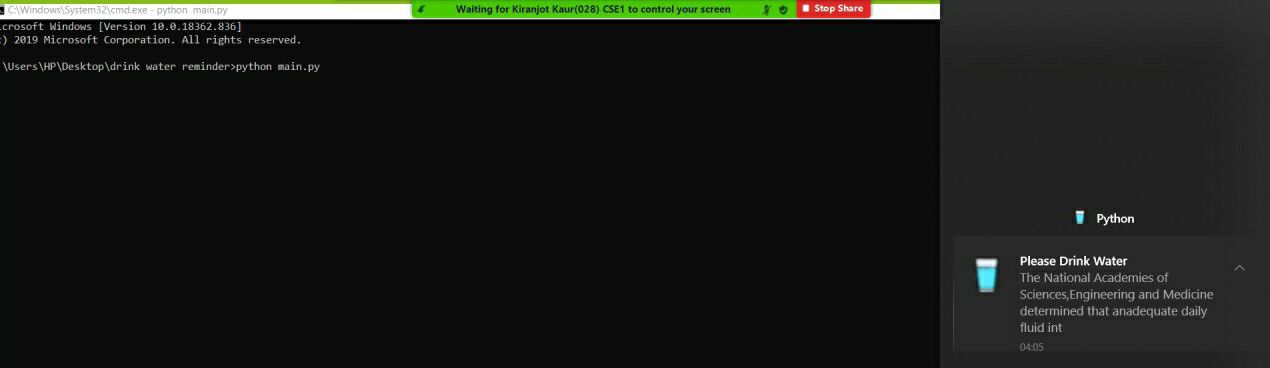 C:\Windows\System32\cmd.exe - python main.py
Waiting for Kiranjot Kaur(028) CSE1 to control your screen
Stop Share
icrosoft Windows [Version 10.0.18362.836]
c) 2019 Microsoft Corporation. All rights reserved.
\Users\HP\Desktop\drink water reminder>python main.py
Python
Please Drink Water
The National Academies of
Sciences,Engineering and Medicine
determined that anadequate daily
fluid int
04:05